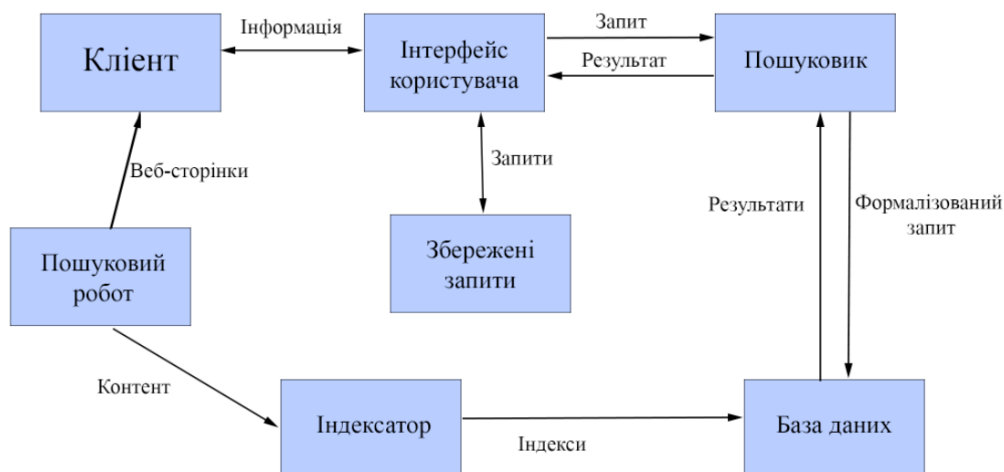 Інформація
Запит
Клієнт
Інтерфейс
користувача
Результат
Пошуковик
Веб-сторінки
Запити
Результати
Формалізований
запит
Пошуковий
робот
Збережені
запити
Контент
Індексатор
Індекси
База даних